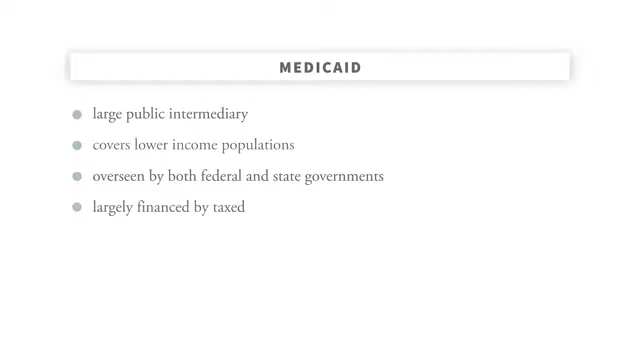 MEDICAID
large public intermediary
covers lower income populations
overseen by both federal and state governments
largely financed by taxed